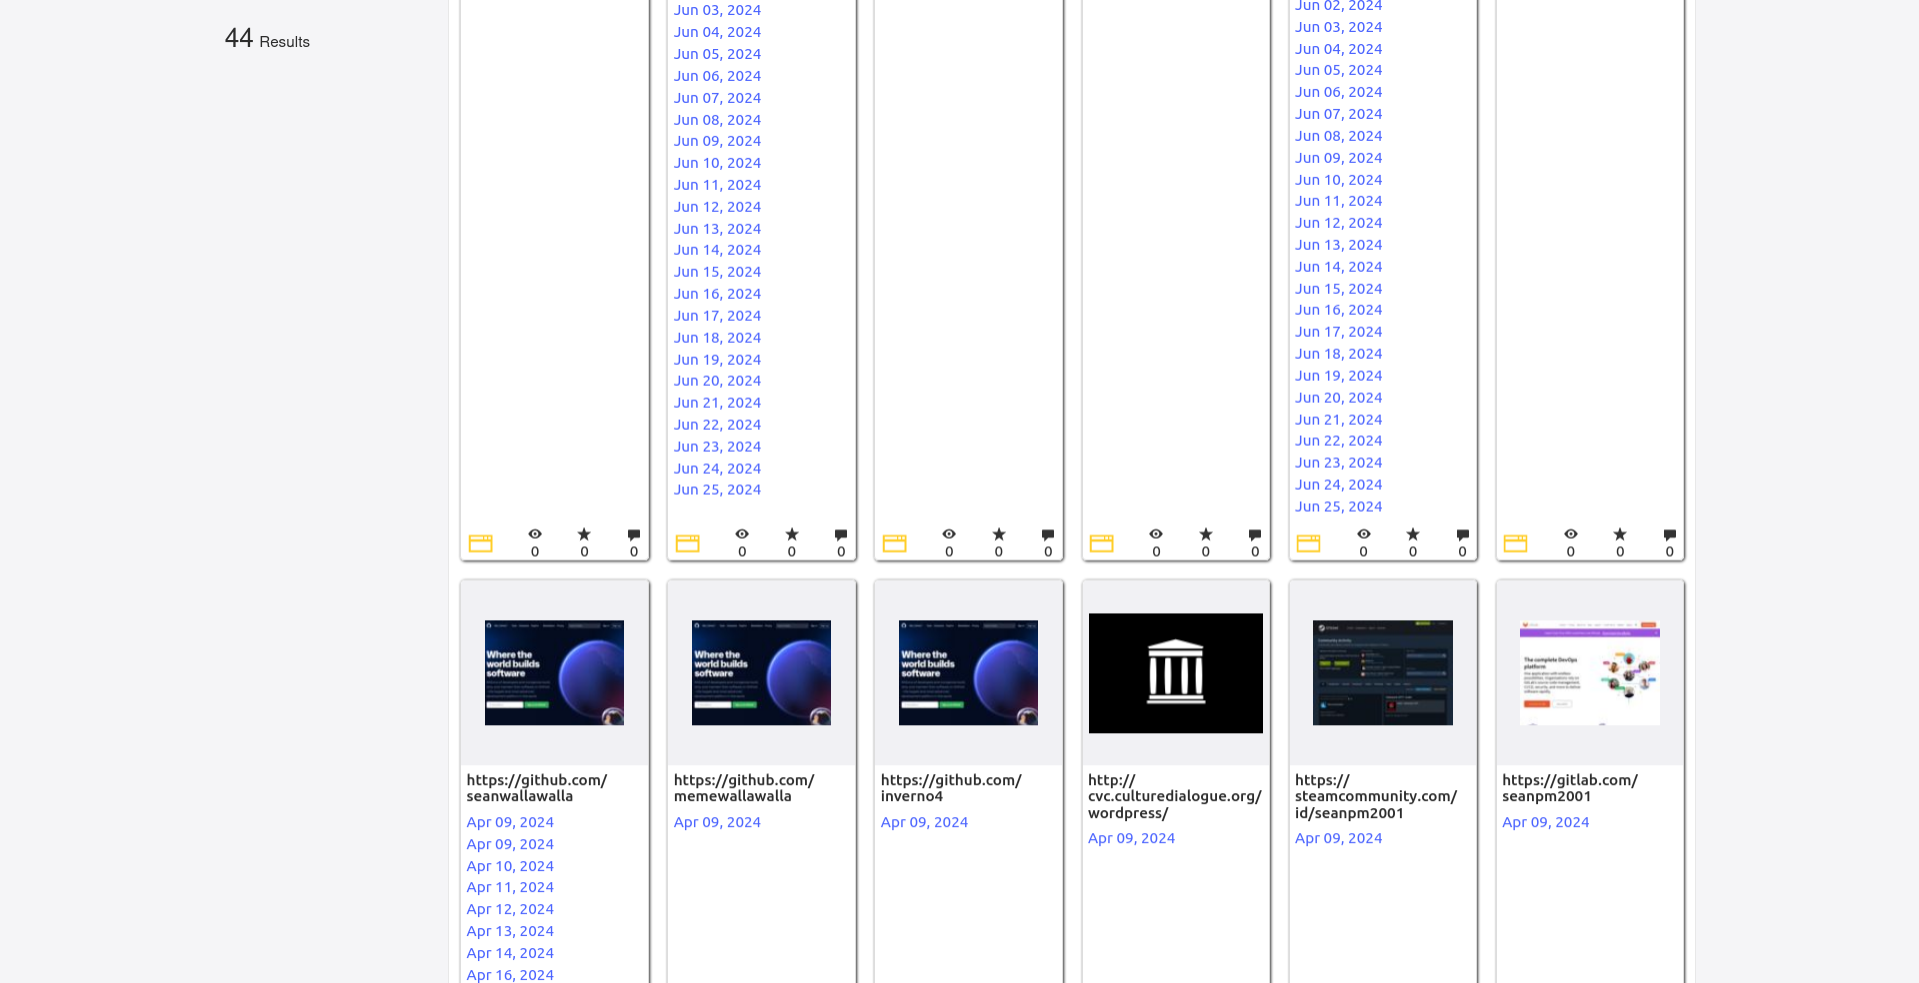 44 Results
Jun 03, 2024
Jun 04, 2024
Jun 05, 2024
Jun 06, 2024
Jun 07, 2024
Jun 08, 2024
Jun 09, 2024
Jun 10, 2024
Jun 11, 2024
Jun 12, 2024
Jun 13, 2024
Jun 14, 2024
Jun 15, 2024
Jun 16, 2024
Jun 17, 2024
Jun 18, 2024
Jun 19, 2024
Jun 20, 2024
Jun 21, 2024
Jun 22, 2024
Jun 23, 2024
Jun 24, 2024
Jun 25, 2024
Jun 02, 2024
Jun 03, 2024
Jun 04, 2024
Jun 05, 2024
Jun 06, 2024
Jun 07, 2024
Jun 08, 2024
Jun 09, 2024
Jun 10, 2024
Jun 11, 2024
Jun 12, 2024
Jun 13, 2024
Jun 14, 2024
Jun 15, 2024
Jun 16, 2024
Jun 17, 2024
Jun 18, 2024
Jun 19, 2024
Jun 20, 2024
Jun 21, 2024
Jun 22, 2024
Jun 23, 2024
Jun 24, 2024
Jun 25, 2024
0 0 0
0 0 0
0 0 0
0 0 0
0 0 0
0 0 0
Where the
world builds
software
https://github.com/
seanwallawalla
Apr 09, 2024
Apr 09, 2024
Apr 10, 2024
Apr 11, 2024
Apr 12, 2024
Apr 13, 2024
Apr 14, 2024
Apr 16, 2024
Where the
world builds
software
https://github.com/
memewallawalla
Apr 09, 2024
Where the
world builds
software
https://github.com/
inverno4
Apr 09, 2024
http://
cvc.culturedialogue.org/
wordpress/
Apr 09, 2024
https://
steamcommunity.com/
id/seanpm2001
Apr 09, 2024
The complete DevOps
platform
https://gitlab.com/
seanpm2001
Apr 09, 2024